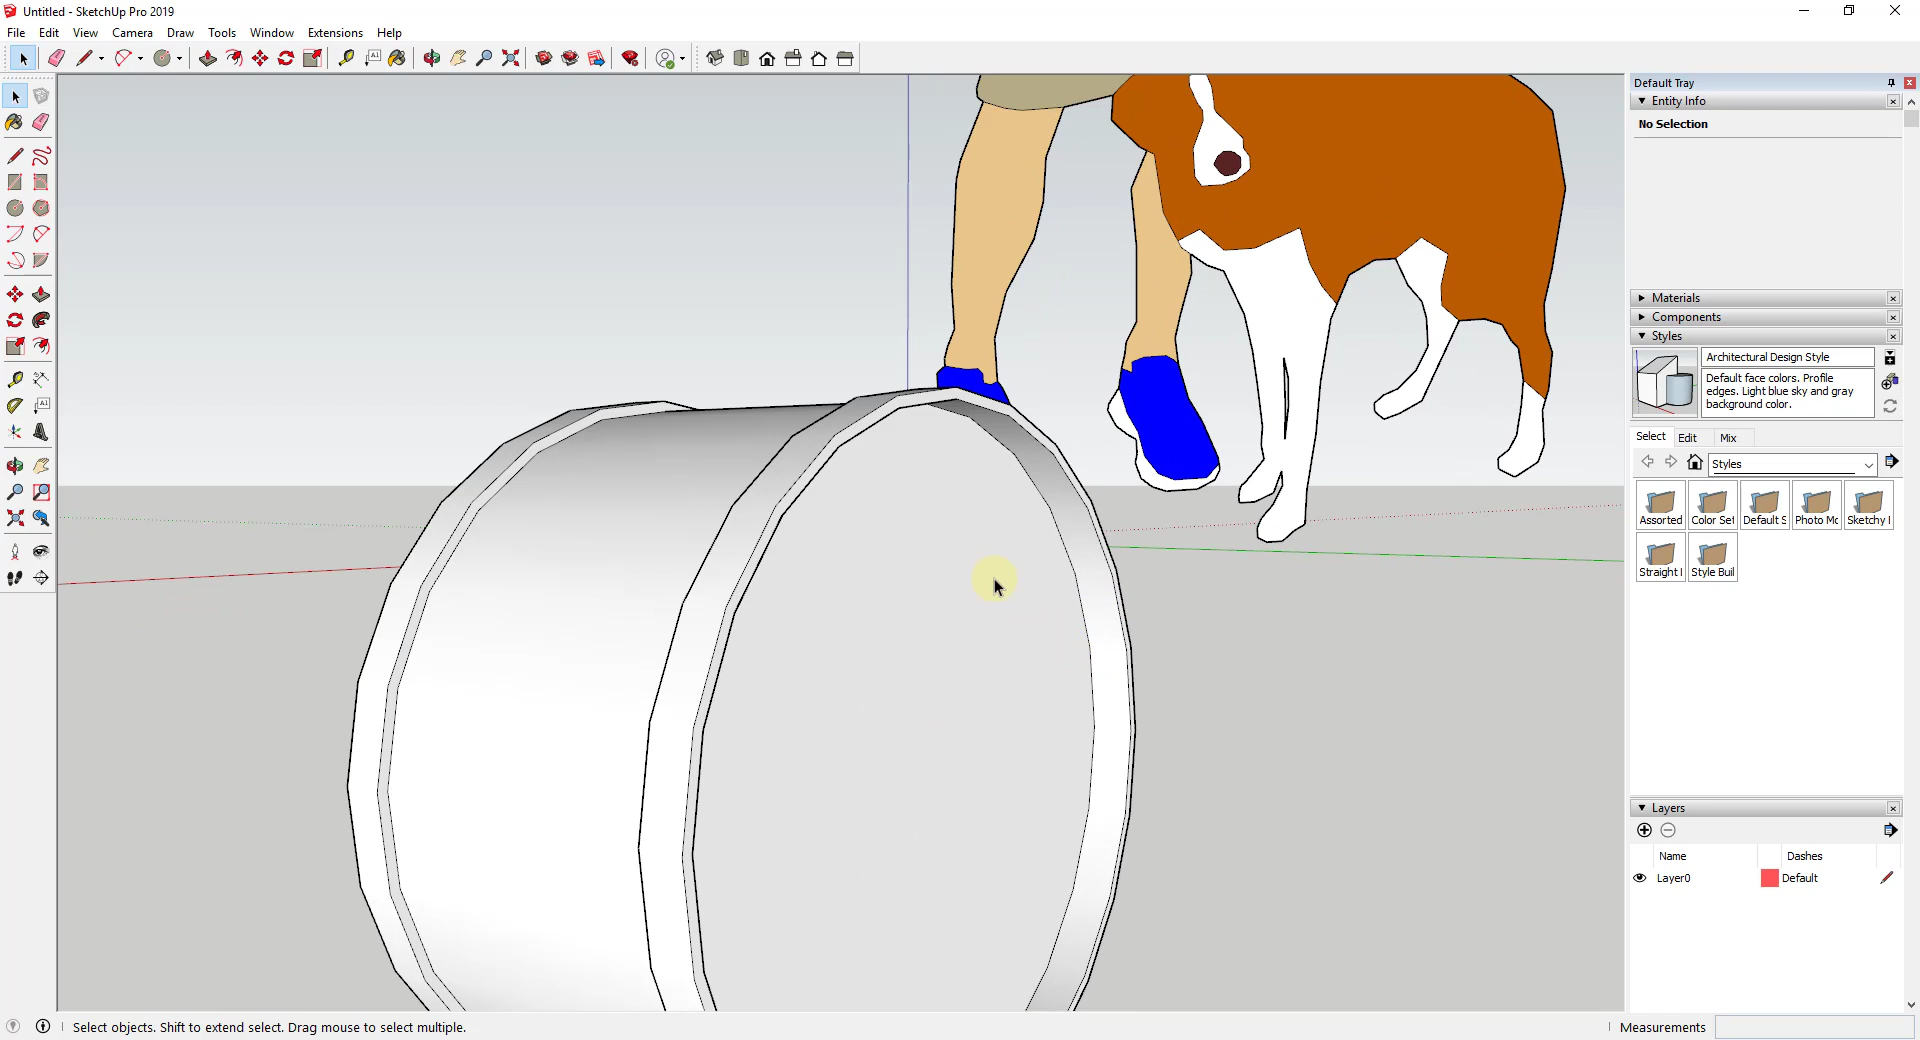 Untitled - SketchUp Pro 2019
File Edit View Camera Draw Tools Window Extensions Help
Default Tray
Entity Info
No Selection
Materials
Components
Styles
Architectural Design Style
Default face colors. Profile
edges. Light blue sky and gray
background color.
Select Edit Mix
Styles
Assorted Color Set Default S Photo Mo Sketchy I
Straight l Style Buil
Layers
Name Dashes
Layer0 Default
Select objects. Shift to extend select. Drag mouse to select multiple.
Measurements